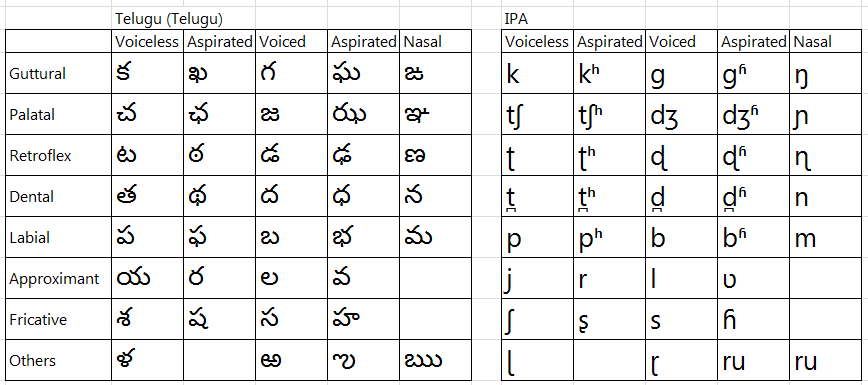 Telugu (Telugu) IPA
Voiceless Aspirated Voiced Aspirated Nasal Voiceless Aspirated Voiced Aspirated Nasal
Guttural క ఖ గ ఘ ఙ k kʰ g gʱ ŋ
Palatal చ ఛ జ ఝ ఞ tʃ tʃʰ dʒ dʒʱ ɲ
Retroflex ట ఠ డ ఢ ణ ʈ ʈʰ ɖ ɖʱ ɳ
Dental త థ ద ధ న t̪ t̪ʰ d̪ d̪ʱ n
Labial ప ఫ బ భ మ p pʰ b bʱ m
Approximant య ర ల వ j r l ʋ
Fricative శ ష స హ ʃ ʂ s ɦ
Others ళ ఱ ఌ ఋ ɭ ɽ ru ru